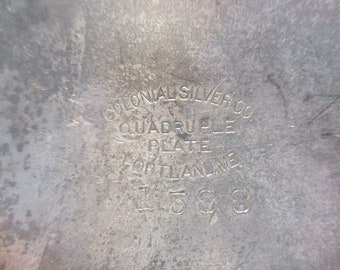 COLONIAL SILVER CO
QUADRUPLE
PLATE
PORTLAND, ME.
1588